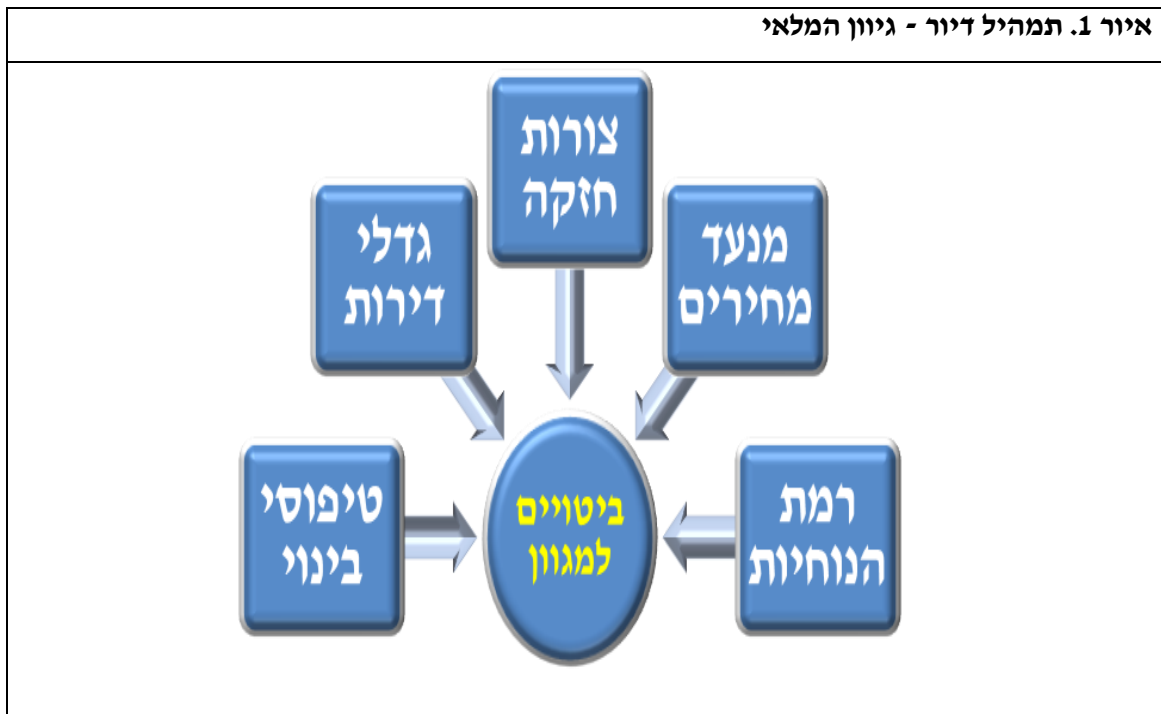 איור 1. תמהיל דיור - גיוון המלאי
צורות
חזקה
מנעד
מחירים
גדלי
דירות
רמת
הנוחיות
טיפוסי
בינוי
ביטויים
למגוון